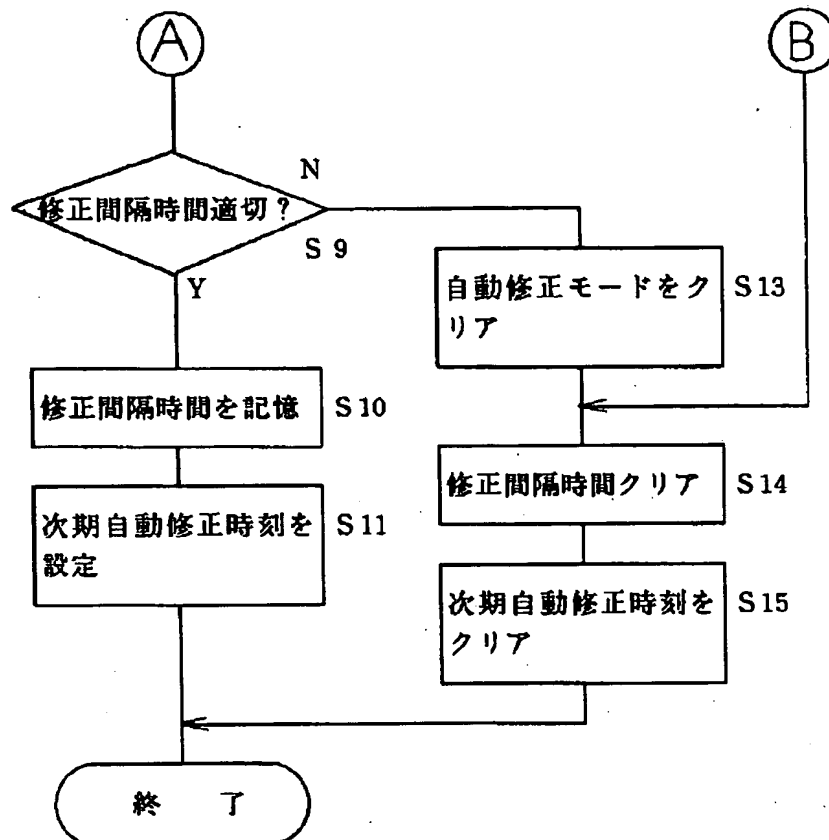 A
B
N
修正間隔時間適切?
S9
Y
自動修正モードをク
リア
S13
修正間隔時間を記憶
S10
修正間隔時間クリア
S14
次期自動修正時刻を
設定
S11
次期自動修正時刻を
クリア
S15
終 了